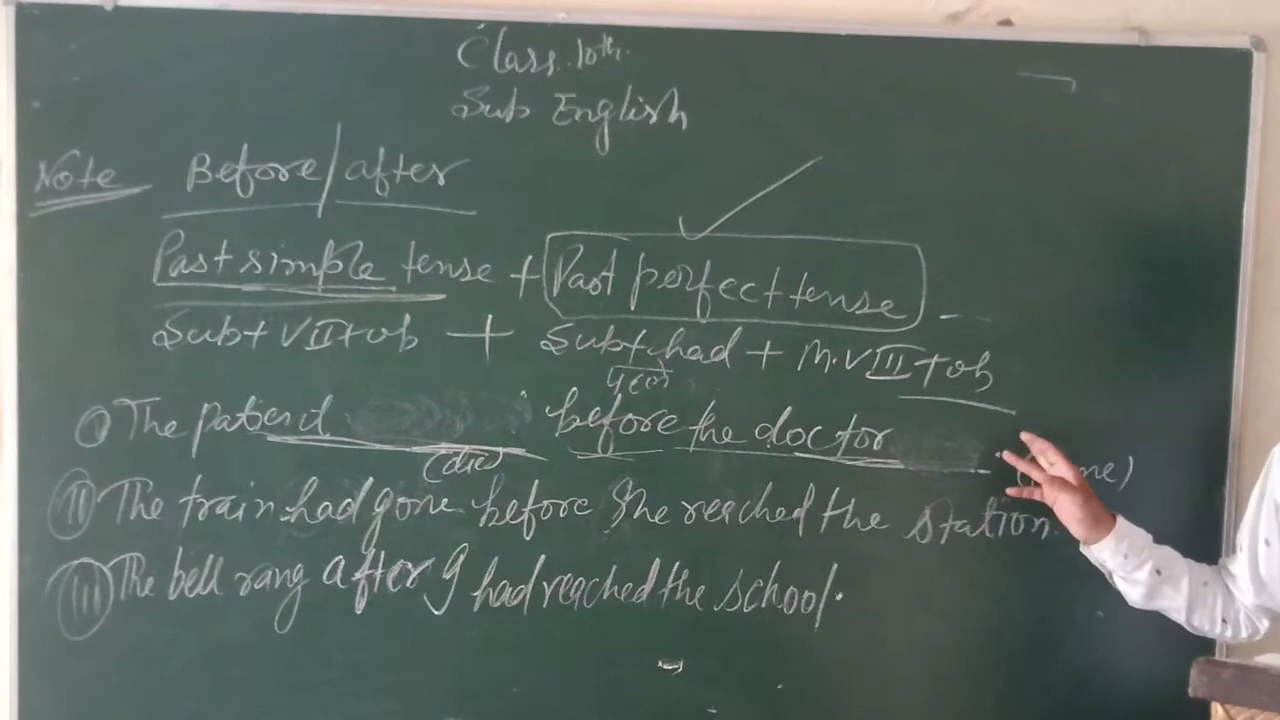 Class 10th.
Sub English
Note Before/after
Past simple tense + Past perfect tense
Sub + V II + ob + Sub + had + M.V III + ob
I The patient before the doctor
(die)
II The train had gone before she reached the station.
III The bell rang after I had reached the school.